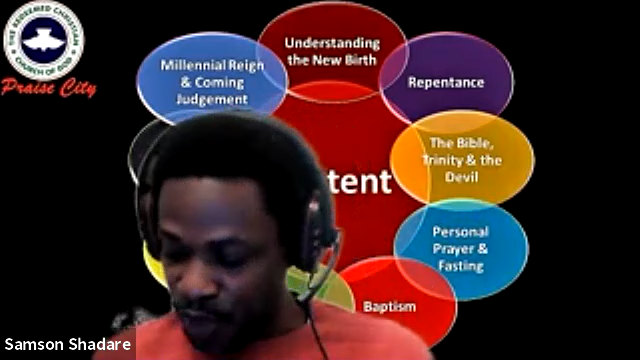 THE REDEEMED CHRISTIAN
CHURCH OF GOD
Praise City
Understanding
the New Birth
Millennial Reign
& Coming
Judgement
Repentance
The Bible,
Trinity & the
Devil
tent
Personal
Prayer &
Fasting
Baptism
Samson Shadare